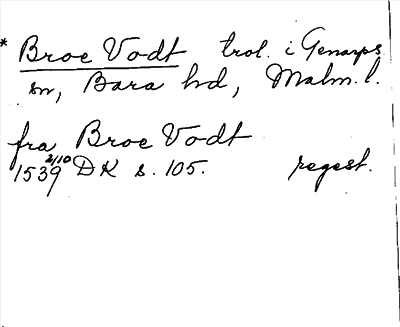 * Broe Vodt trol. i Genarps
sn, Bara hd, Malm. l.
fra Broe Vodt
1539 2/10 DK s. 105. regest.